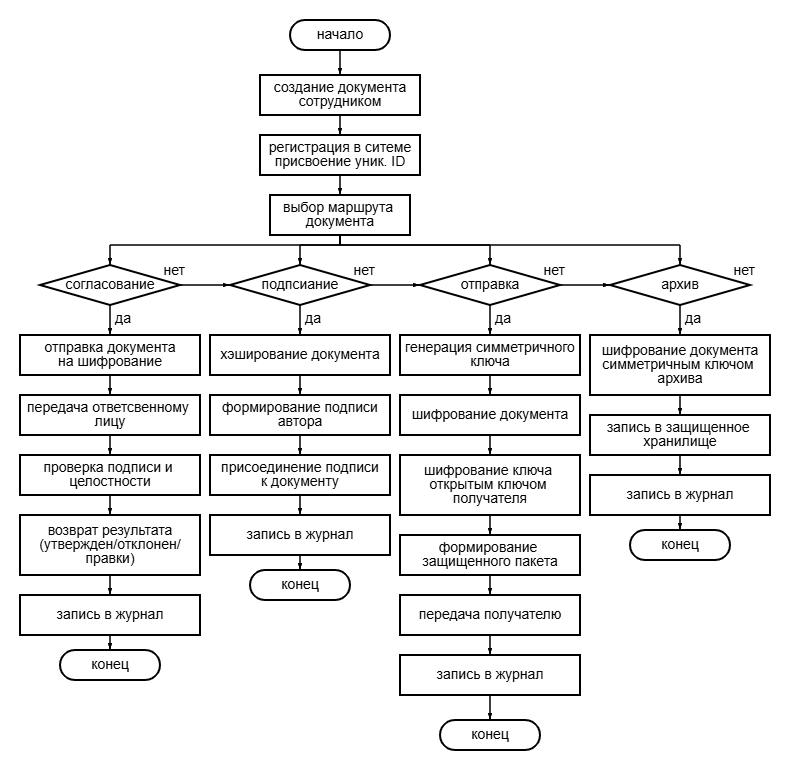 начало
создание документа
сотрудником
регистрация в ситеме
присвоение уник. ID
выбор маршрута
документа
согласование
нет
подпсиание
нет
отправка
нет
архив
нет
да
да
да
да
отправка документа
на шифрование
передача ответсвенному
лицу
проверка подписи и
целостности
возврат результата
(утвержден/отклонен/
правки)
запись в журнал
конец
хэширование документа
формирование подписи
автора
присоединение подписи
к документу
запись в журнал
конец
генерация симметричного
ключа
шифрование документа
шифрование ключа
открытым ключом
получателя
формирование
защищенного пакета
передача получателю
запись в журнал
конец
шифрование документа
симметричным ключом
архива
запись в защищенное
хранилище
запись в журнал
конец